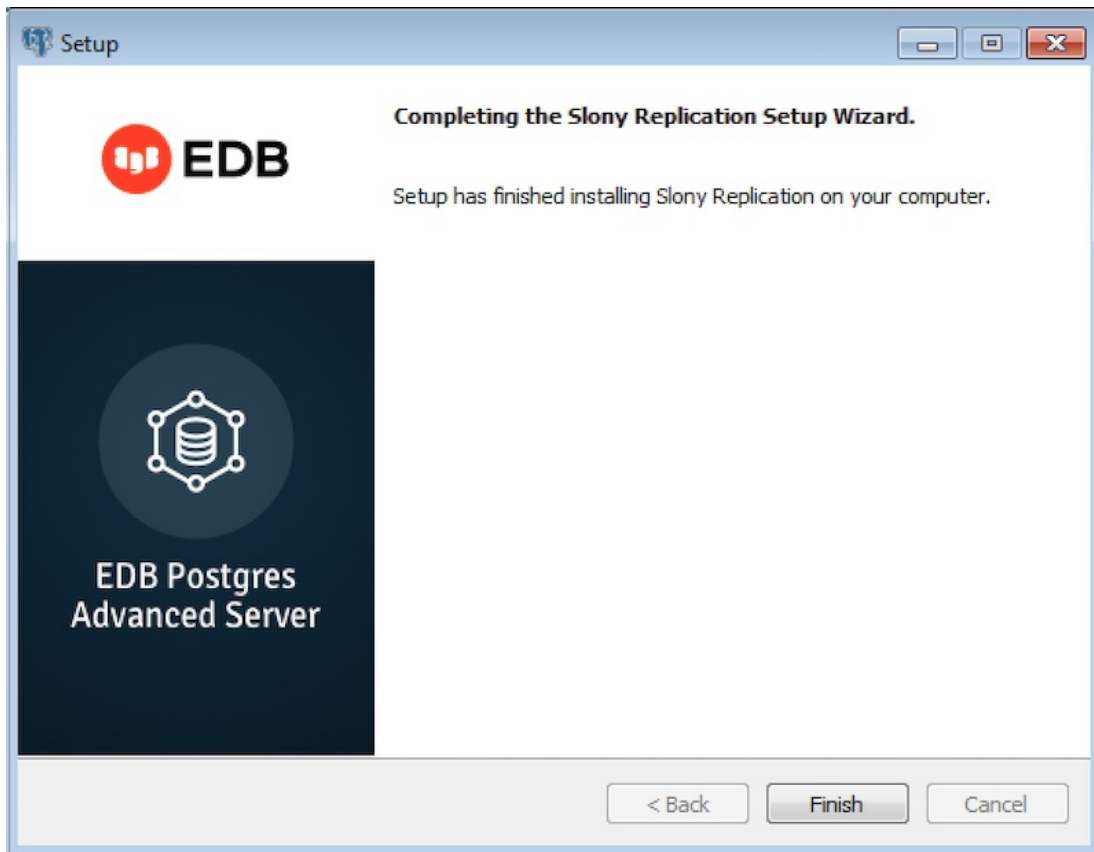 Setup
EDB
Completing the Slony Replication Setup Wizard.
Setup has finished installing Slony Replication on your computer.
EDB Postgres
Advanced Server
< Back
Finish
Cancel